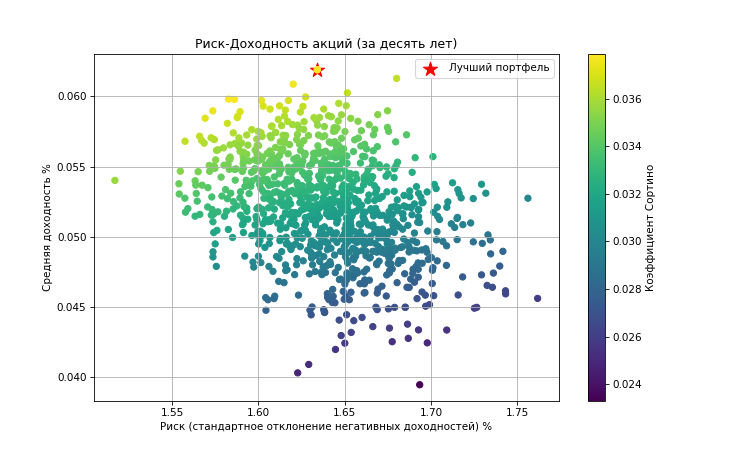 Риск-Доходность акций (за десять лет)
Лучший портфель
0.060
0.055
0.050
0.045
0.040
Средняя доходность %
1.55 1.60 1.65 1.70 1.75
Риск (стандартное отклонение негативных доходностей) %
0.036
0.034
0.032
0.030
0.028
0.026
0.024
Коэффициент Сортино